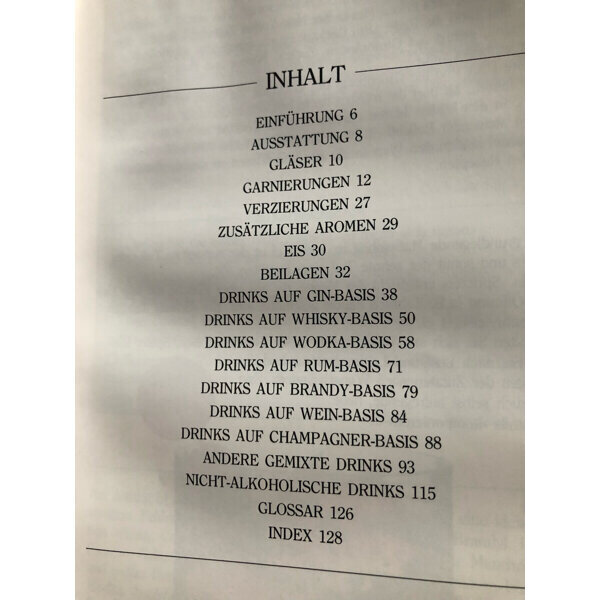 INHALT
EINFÜHRUNG 6
AUSSTATTUNG 8
GLÄSER 10
GARNIERUNGEN 12
VERZIERUNGEN 27
ZUSÄTZLICHE AROMEN 29
EIS 30
BEILAGEN 32
DRINKS AUF GIN-BASIS 38
DRINKS AUF WHISKY-BASIS 50
DRINKS AUF WODKA-BASIS 58
DRINKS AUF RUM-BASIS 71
DRINKS AUF BRANDY-BASIS 79
DRINKS AUF WEIN-BASIS 84
DRINKS AUF CHAMPAGNER-BASIS 88
ANDERE GEMIXTE DRINKS 93
NICHT-ALKOHOLISCHE DRINKS 115
GLOSSAR 126
INDEX 128